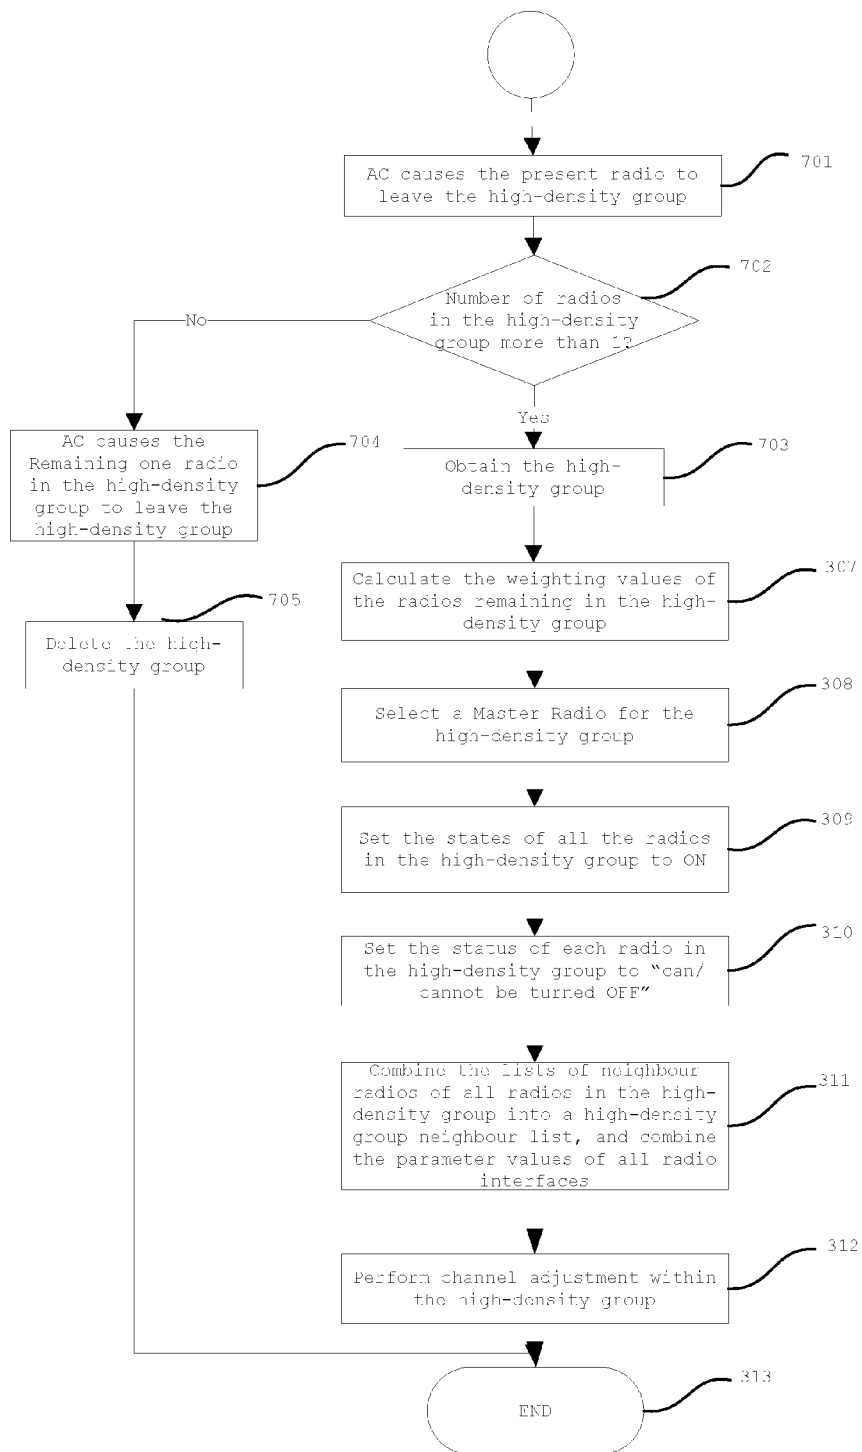 AC causes the present radio to
leave the high-density group
701
702
Number of radios
in the high-density
group more than 1?
No
Yes
AC causes the
Remaining one radio
in the high-density
group to leave the
high-density group
704
Obtain the high-
density group
703
Calculate the weighting values of
the radios remaining in the high-
density group
307
705
Delete the high-
density group
Select a Master Radio for the
high-density group
308
Set the states of all the radios
in the high-density group to ON
309
Set the status of each radio in
the high-density group to “can/
cannot be turned OFF”
310
Combine the lists of neighbour
radios of all radios in the high-
density group into a high-density
group neighbour list, and combine
the parameter values of all radio
interfaces
311
Perform channel adjustment within
the high-density group
312
END
313